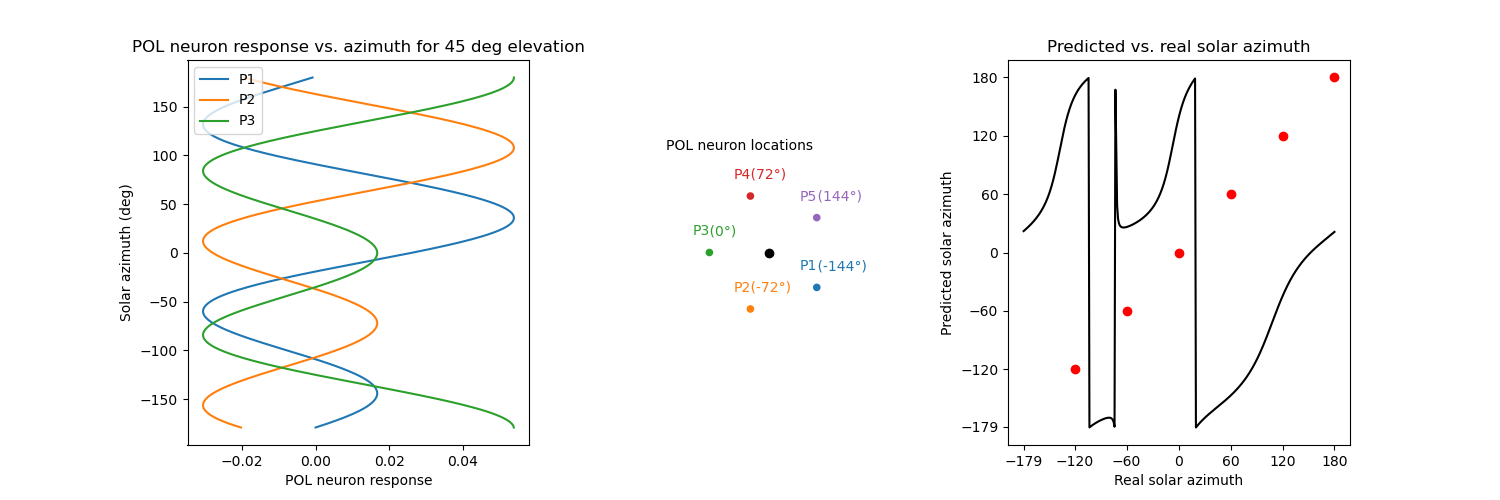 POL neuron response vs. azimuth for 45 deg elevation
P1
P2
P3
150
100
50
0
−50
−100
−150
Solar azimuth (deg)
−0.02
0.00
0.02
0.04
POL neuron response
POL neuron locations
P4(72°)
P5(144°)
P3(0°)
P1(-144°)
P2(-72°)
Predicted vs. real solar azimuth
180
120
60
0
−60
−120
−179
Predicted solar azimuth
−179
−120
−60
0
60
120
180
Real solar azimuth